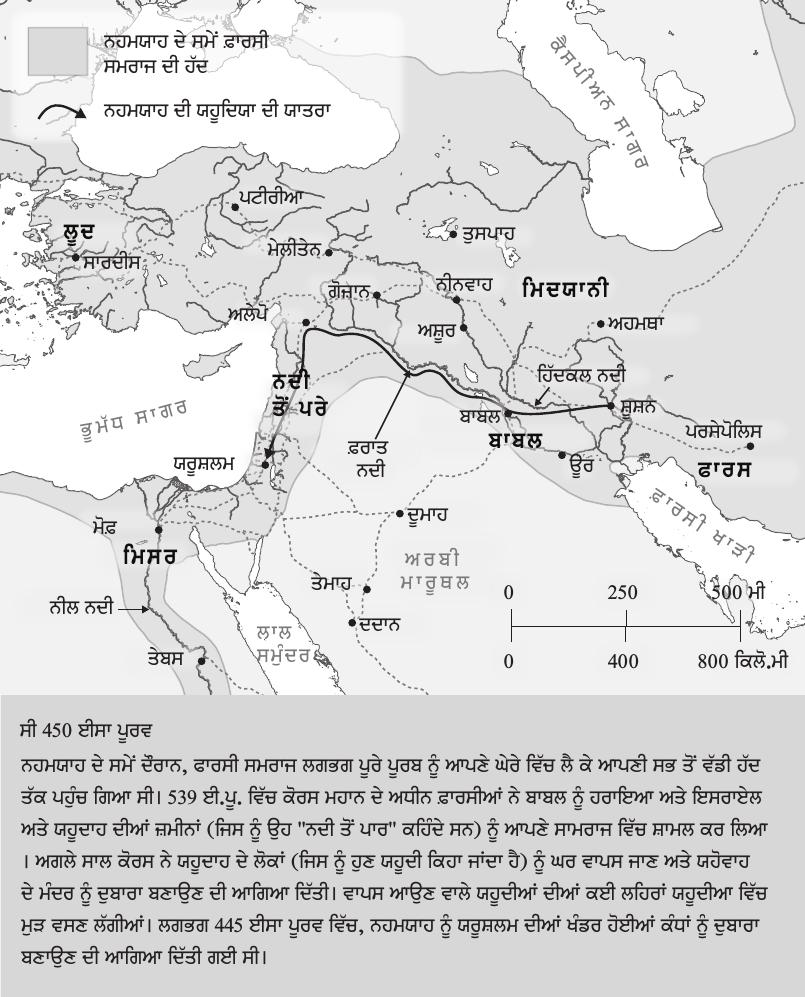 ਨਹਮਯਾਹ ਦੇ ਸਮੇਂ ਫ਼ਾਰਸੀ
ਸਮਰਾਜ ਦੀ ਹੱਦ
ਨਹਮਯਾਹ ਦੀ ਯਹੂਦਿਯਾ ਦੀ ਯਾਤਰਾ
ਕੈਸਪੀਅਨ ਸਾਗਰ
ਪਟੀਰੀਆ
ਲੂਦ
ਸਾਰਦੀਸ
ਮੇਲੀਤੇਨ
ਤੁਸਪਾਹ
ਗੋਜ਼ਾਨ
ਨੀਨਵਾਹ
ਮਿਦਯਾਨੀ
ਅਲੇਪੋ
ਅਸ਼ੂਰ
ਅਹਮਥਾ
ਨਦੀ
ਤੋਂ ਪਰੇ
ਹਿੱਦਕਲ ਨਦੀ
ਭੂਮੱਧ ਸਾਗਰ
ਬਾਬਲ
ਸ਼ੂਸ਼ਨ
ਬਾਬਲ
ਪਰਸੇਪੋਲਿਸ
ਫ਼ਰਾਤ
ਨਦੀ
ਯਰੂਸ਼ਲਮ
ਊਰ
ਫਾਰਸ
ਫ਼ਾਰਸੀ ਖਾੜੀ
ਮੋਫ਼
ਦੂਮਾਹ
ਮਿਸਰ
ਅਰਬੀ
ਮਾਰੂਥਲ
ਤੇਮਾਹ
ਨੀਲ ਨਦੀ
ਦਦਾਨ
ਲਾਲ
ਸਮੁੰਦਰ
ਤੇਬਸ
0 250 500 ਮੀ
0 400 800 ਕਿਲੋ.ਮੀ
ਸੀ 450 ਈਸਾ ਪੂਰਵ
ਨਹਮਯਾਹ ਦੇ ਸਮੇਂ ਦੌਰਾਨ, ਫਾਰਸੀ ਸਮਰਾਜ ਲਗਭਗ ਪੂਰੇ ਪੂਰਬ ਨੂੰ ਆਪਣੇ ਘੇਰੇ ਵਿੱਚ ਲੈ ਕੇ ਆਪਣੀ ਸਭ ਤੋਂ ਵੱਡੀ ਹੱਦ
ਤੱਕ ਪਹੁੰਚ ਗਿਆ ਸੀ। 539 ਈ.ਪੂ. ਵਿੱਚ ਕੋਰਸ ਮਹਾਨ ਦੇ ਅਧੀਨ ਫ਼ਾਰਸੀਆਂ ਨੇ ਬਾਬਲ ਨੂੰ ਹਰਾਇਆ ਅਤੇ ਇਸਰਾਏਲ
ਅਤੇ ਯਹੂਦਾਹ ਦੀਆਂ ਜ਼ਮੀਨਾਂ (ਜਿਸ ਨੂੰ ਉਹ "ਨਦੀ ਤੋਂ ਪਾਰ" ਕਹਿੰਦੇ ਸਨ) ਨੂੰ ਆਪਣੇ ਸਾਮਰਾਜ ਵਿੱਚ ਸ਼ਾਮਲ ਕਰ ਲਿਆ
। ਅਗਲੇ ਸਾਲ ਕੋਰਸ ਨੇ ਯਹੂਦਾਹ ਦੇ ਲੋਕਾਂ (ਜਿਸ ਨੂੰ ਹੁਣ ਯਹੂਦੀ ਕਿਹਾ ਜਾਂਦਾ ਹੈ) ਨੂੰ ਘਰ ਵਾਪਸ ਜਾਣ ਅਤੇ ਯਹੋਵਾਹ
ਦੇ ਮੰਦਰ ਨੂੰ ਦੁਬਾਰਾ ਬਣਾਉਣ ਦੀ ਆਗਿਆ ਦਿੱਤੀ। ਵਾਪਸ ਆਉਣ ਵਾਲੇ ਯਹੂਦੀਆਂ ਦੀਆਂ ਕਈ ਲਹਿਰਾਂ ਯਹੂਦੀਆ ਵਿੱਚ
ਮੁੜ ਵਸਣ ਲੱਗੀਆਂ। ਲਗਭਗ 445 ਈਸਾ ਪੂਰਵ ਵਿੱਚ, ਨਹਮਯਾਹ ਨੂੰ ਯਰੂਸ਼ਲਮ ਦੀਆਂ ਖੰਡਰ ਹੋਈਆਂ ਕੰਧਾਂ ਨੂੰ ਦੁਬਾਰਾ
ਬਣਾਉਣ ਦੀ ਆਗਿਆ ਦਿੱਤੀ ਗਈ ਸੀ।